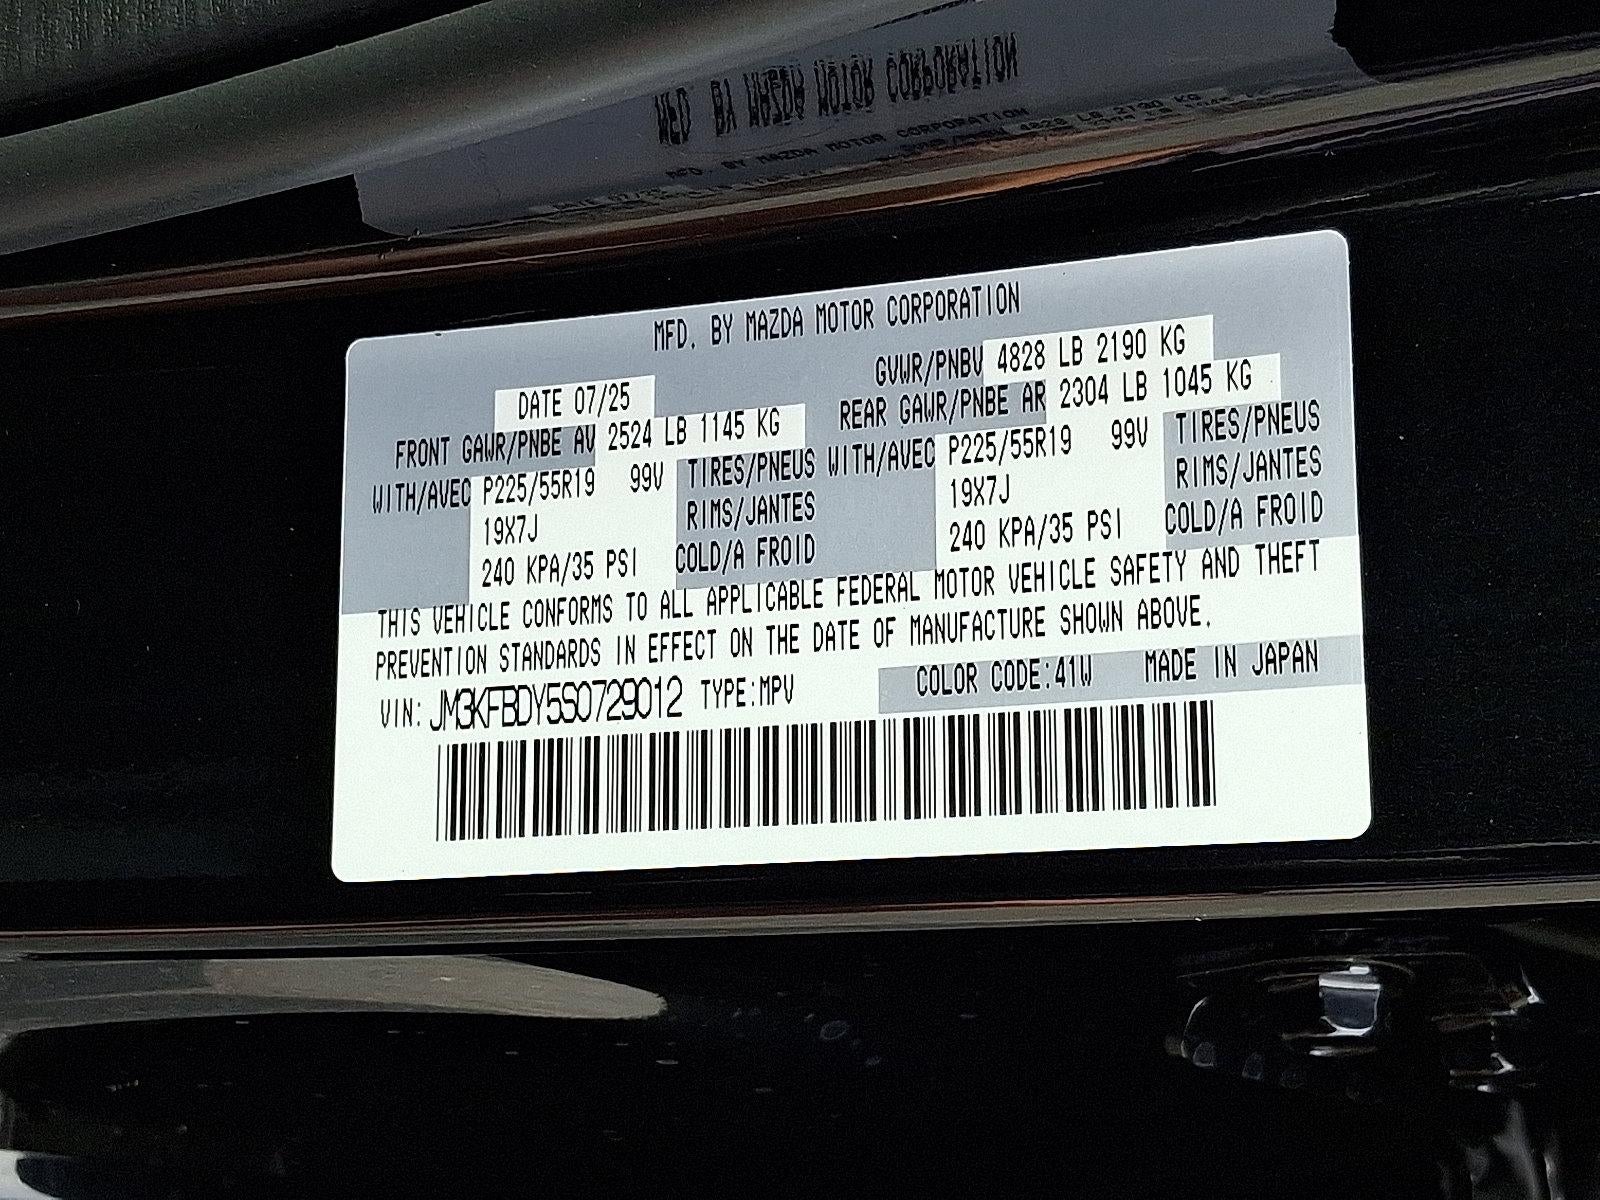 MFD. BY MAZDA MOTOR CORPORATION
DATE 07/25 GVWR/PNBV 4828 LB 2190 KG
FRONT GAWR/PNBE AV 2524 LB 1145 KG REAR GAWR/PNBE AR 2304 LB 1045 KG
WITH/AVEC P225/55R19 99V TIRES/PNEUS WITH/AVEC P225/55R19 99V TIRES/PNEUS
19X7J RIMS/JANTES 19X7J RIMS/JANTES
240 KPA/35 PSI COLD/A FROID 240 KPA/35 PSI COLD/A FROID
THIS VEHICLE CONFORMS TO ALL APPLICABLE FEDERAL MOTOR VEHICLE SAFETY AND THEFT
PREVENTION STANDARDS IN EFFECT ON THE DATE OF MANUFACTURE SHOWN ABOVE.
VIN: JM3KFBDY5S0729012 TYPE:MPV COLOR CODE:41W MADE IN JAPAN